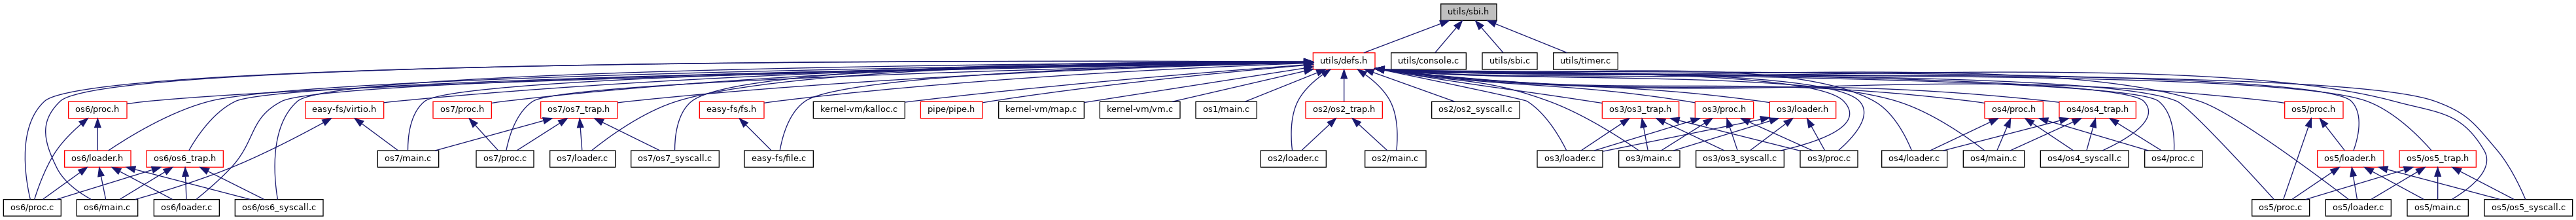 utils/sbi.h
utils/defs.h
utils/console.c
utils/sbi.c
utils/timer.c
os6/proc.h
easy-fs/virtio.h
os7/proc.h
os7/os7_trap.h
easy-fs/fs.h
kernel-vm/kalloc.c
pipe/pipe.h
kernel-vm/map.c
kernel-vm/vm.c
os1/main.c
os2/os2_trap.h
os2/os2_syscall.c
os3/os3_trap.h
os3/proc.h
os3/loader.h
os4/proc.h
os4/os4_trap.h
os5/proc.h
os6/loader.h
os6/os6_trap.h
os7/main.c
os7/proc.c
os7/loader.c
os7/os7_syscall.c
easy-fs/file.c
os2/loader.c
os2/main.c
os3/loader.c
os3/main.c
os3/os3_syscall.c
os3/proc.c
os4/loader.c
os4/main.c
os4/os4_syscall.c
os4/proc.c
os5/loader.h
os5/os5_trap.h
os6/proc.c
os6/main.c
os6/loader.c
os6/os6_syscall.c
os5/proc.c
os5/loader.c
os5/main.c
os5/os5_syscall.c